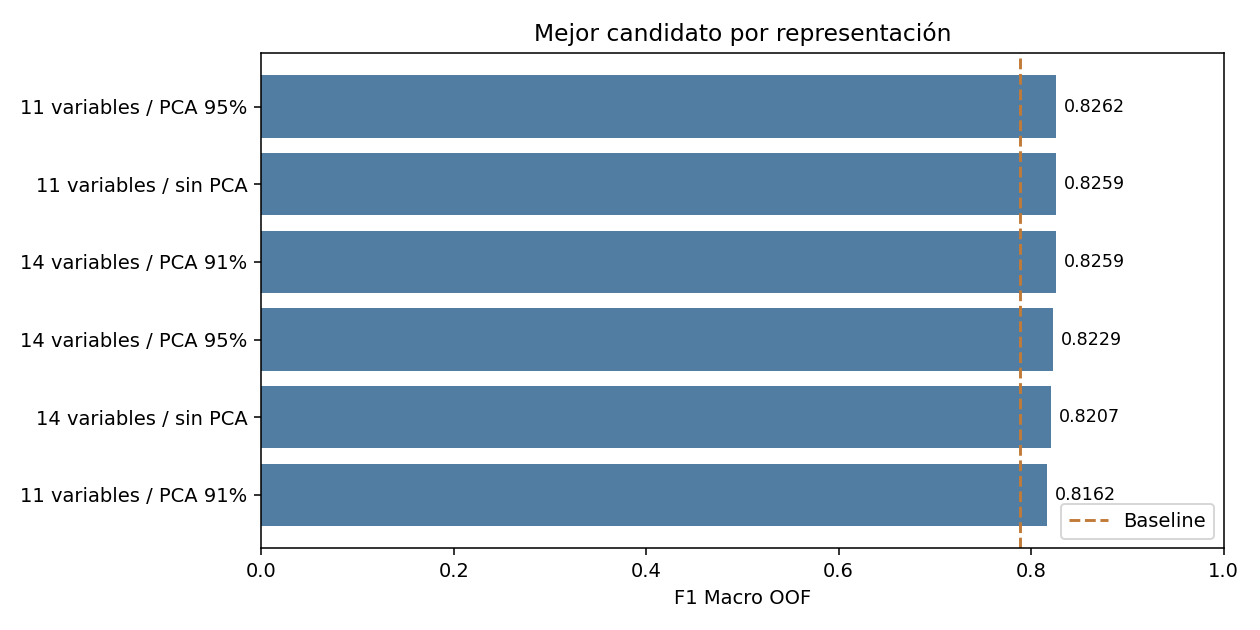 Mejor candidato por representación
11 variables / PCA 95%
0.8262
11 variables / sin PCA
0.8259
14 variables / PCA 91%
0.8259
14 variables / PCA 95%
0.8229
14 variables / sin PCA
0.8207
11 variables / PCA 91%
0.8162
Baseline
0.0 0.2 0.4 0.6 0.8 1.0
F1 Macro OOF